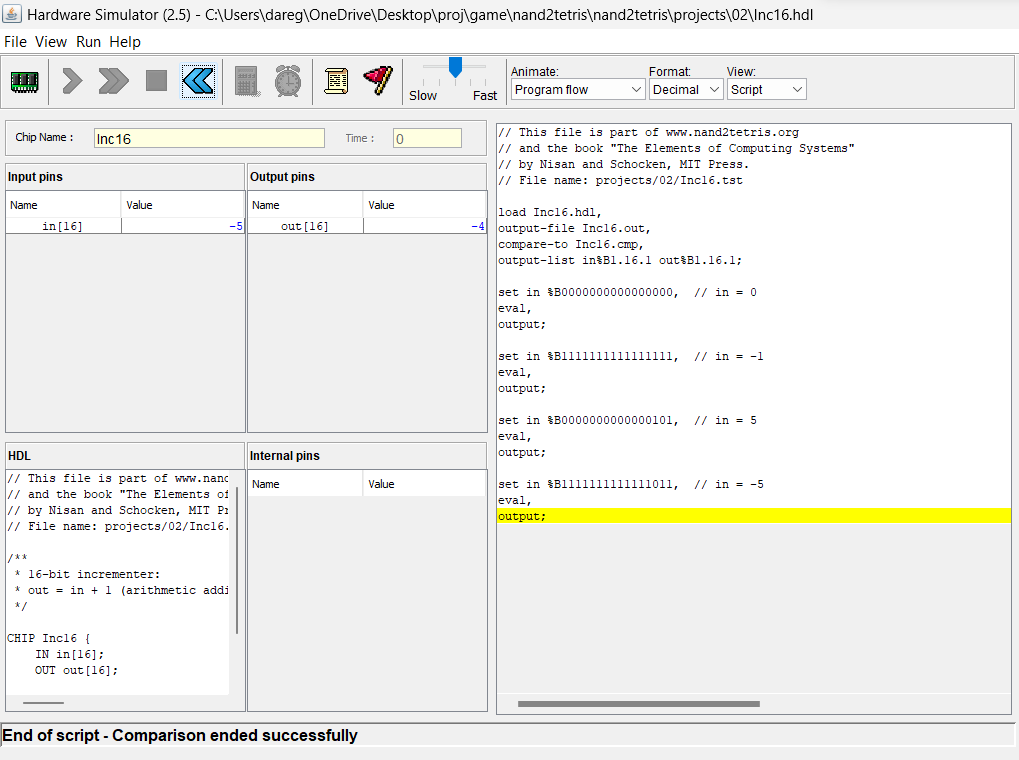 Hardware Simulator (2.5) - C:\Users\dareg\OneDrive\Desktop\proj\game\nand2tetris\nand2tetris\projects\02\Inc16.hdl
File View Run Help
Slow Fast
Animate: Format: View:
Program flow Decimal Script
Chip Name : Inc16 Time : 0
Input pins
Name Value
in[16] -5
Output pins
Name Value
out[16] -4
HDL
// This file is part of www.nand
// and the book "The Elements of
// by Nisan and Schocken, MIT Pr
// File name: projects/02/Inc16.
/**
* 16-bit incrementer:
* out = in + 1 (arithmetic addi
*/
CHIP Inc16 {
IN in[16];
OUT out[16];
Internal pins
Name Value
// This file is part of www.nand2tetris.org
// and the book "The Elements of Computing Systems"
// by Nisan and Schocken, MIT Press.
// File name: projects/02/Inc16.tst
load Inc16.hdl,
output-file Inc16.out,
compare-to Inc16.cmp,
output-list in%B1.16.1 out%B1.16.1;
set in %B0000000000000000, // in = 0
eval,
output;
set in %B1111111111111111, // in = -1
eval,
output;
set in %B0000000000000101, // in = 5
eval,
output;
set in %B1111111111111011, // in = -5
eval,
output;
End of script - Comparison ended successfully